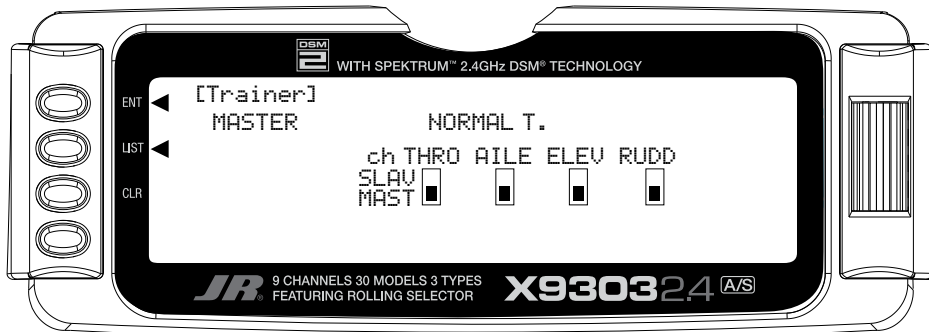 DSM
2
WITH SPEKTRUM™ 2.4GHz DSM® TECHNOLOGY
ENT
[Trainer]
MASTER NORMAL T.
LIST
ch THRO AILE ELEV RUDD
SLAV
CLR
MAST
JR®
9 CHANNELS 30 MODELS 3 TYPES
FEATURING ROLLING SELECTOR
X9303 2.4 A/S